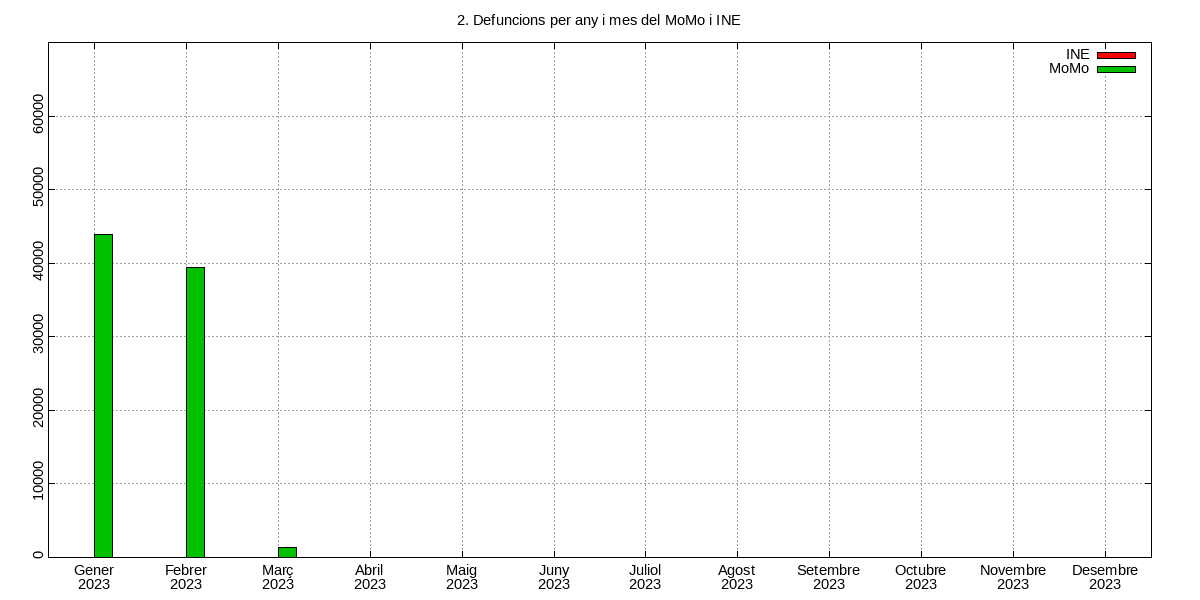 2. Defuncions per any i mes del MoMo i INE
INE
MoMo
60000
50000
40000
30000
20000
10000
0
Gener Febrer Març Abril Maig Juny Juliol Agost Setembre Octubre Novembre Desembre
2023 2023 2023 2023 2023 2023 2023 2023 2023 2023 2023 2023